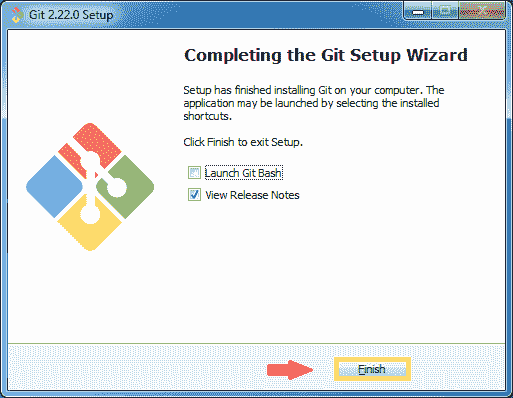 Git 2.22.0 Setup
Completing the Git Setup Wizard
Setup has finished installing Git on your computer. The
application may be launched by selecting the installed
shortcuts.
Click Finish to exit Setup.
Launch Git Bash
View Release Notes
Finish